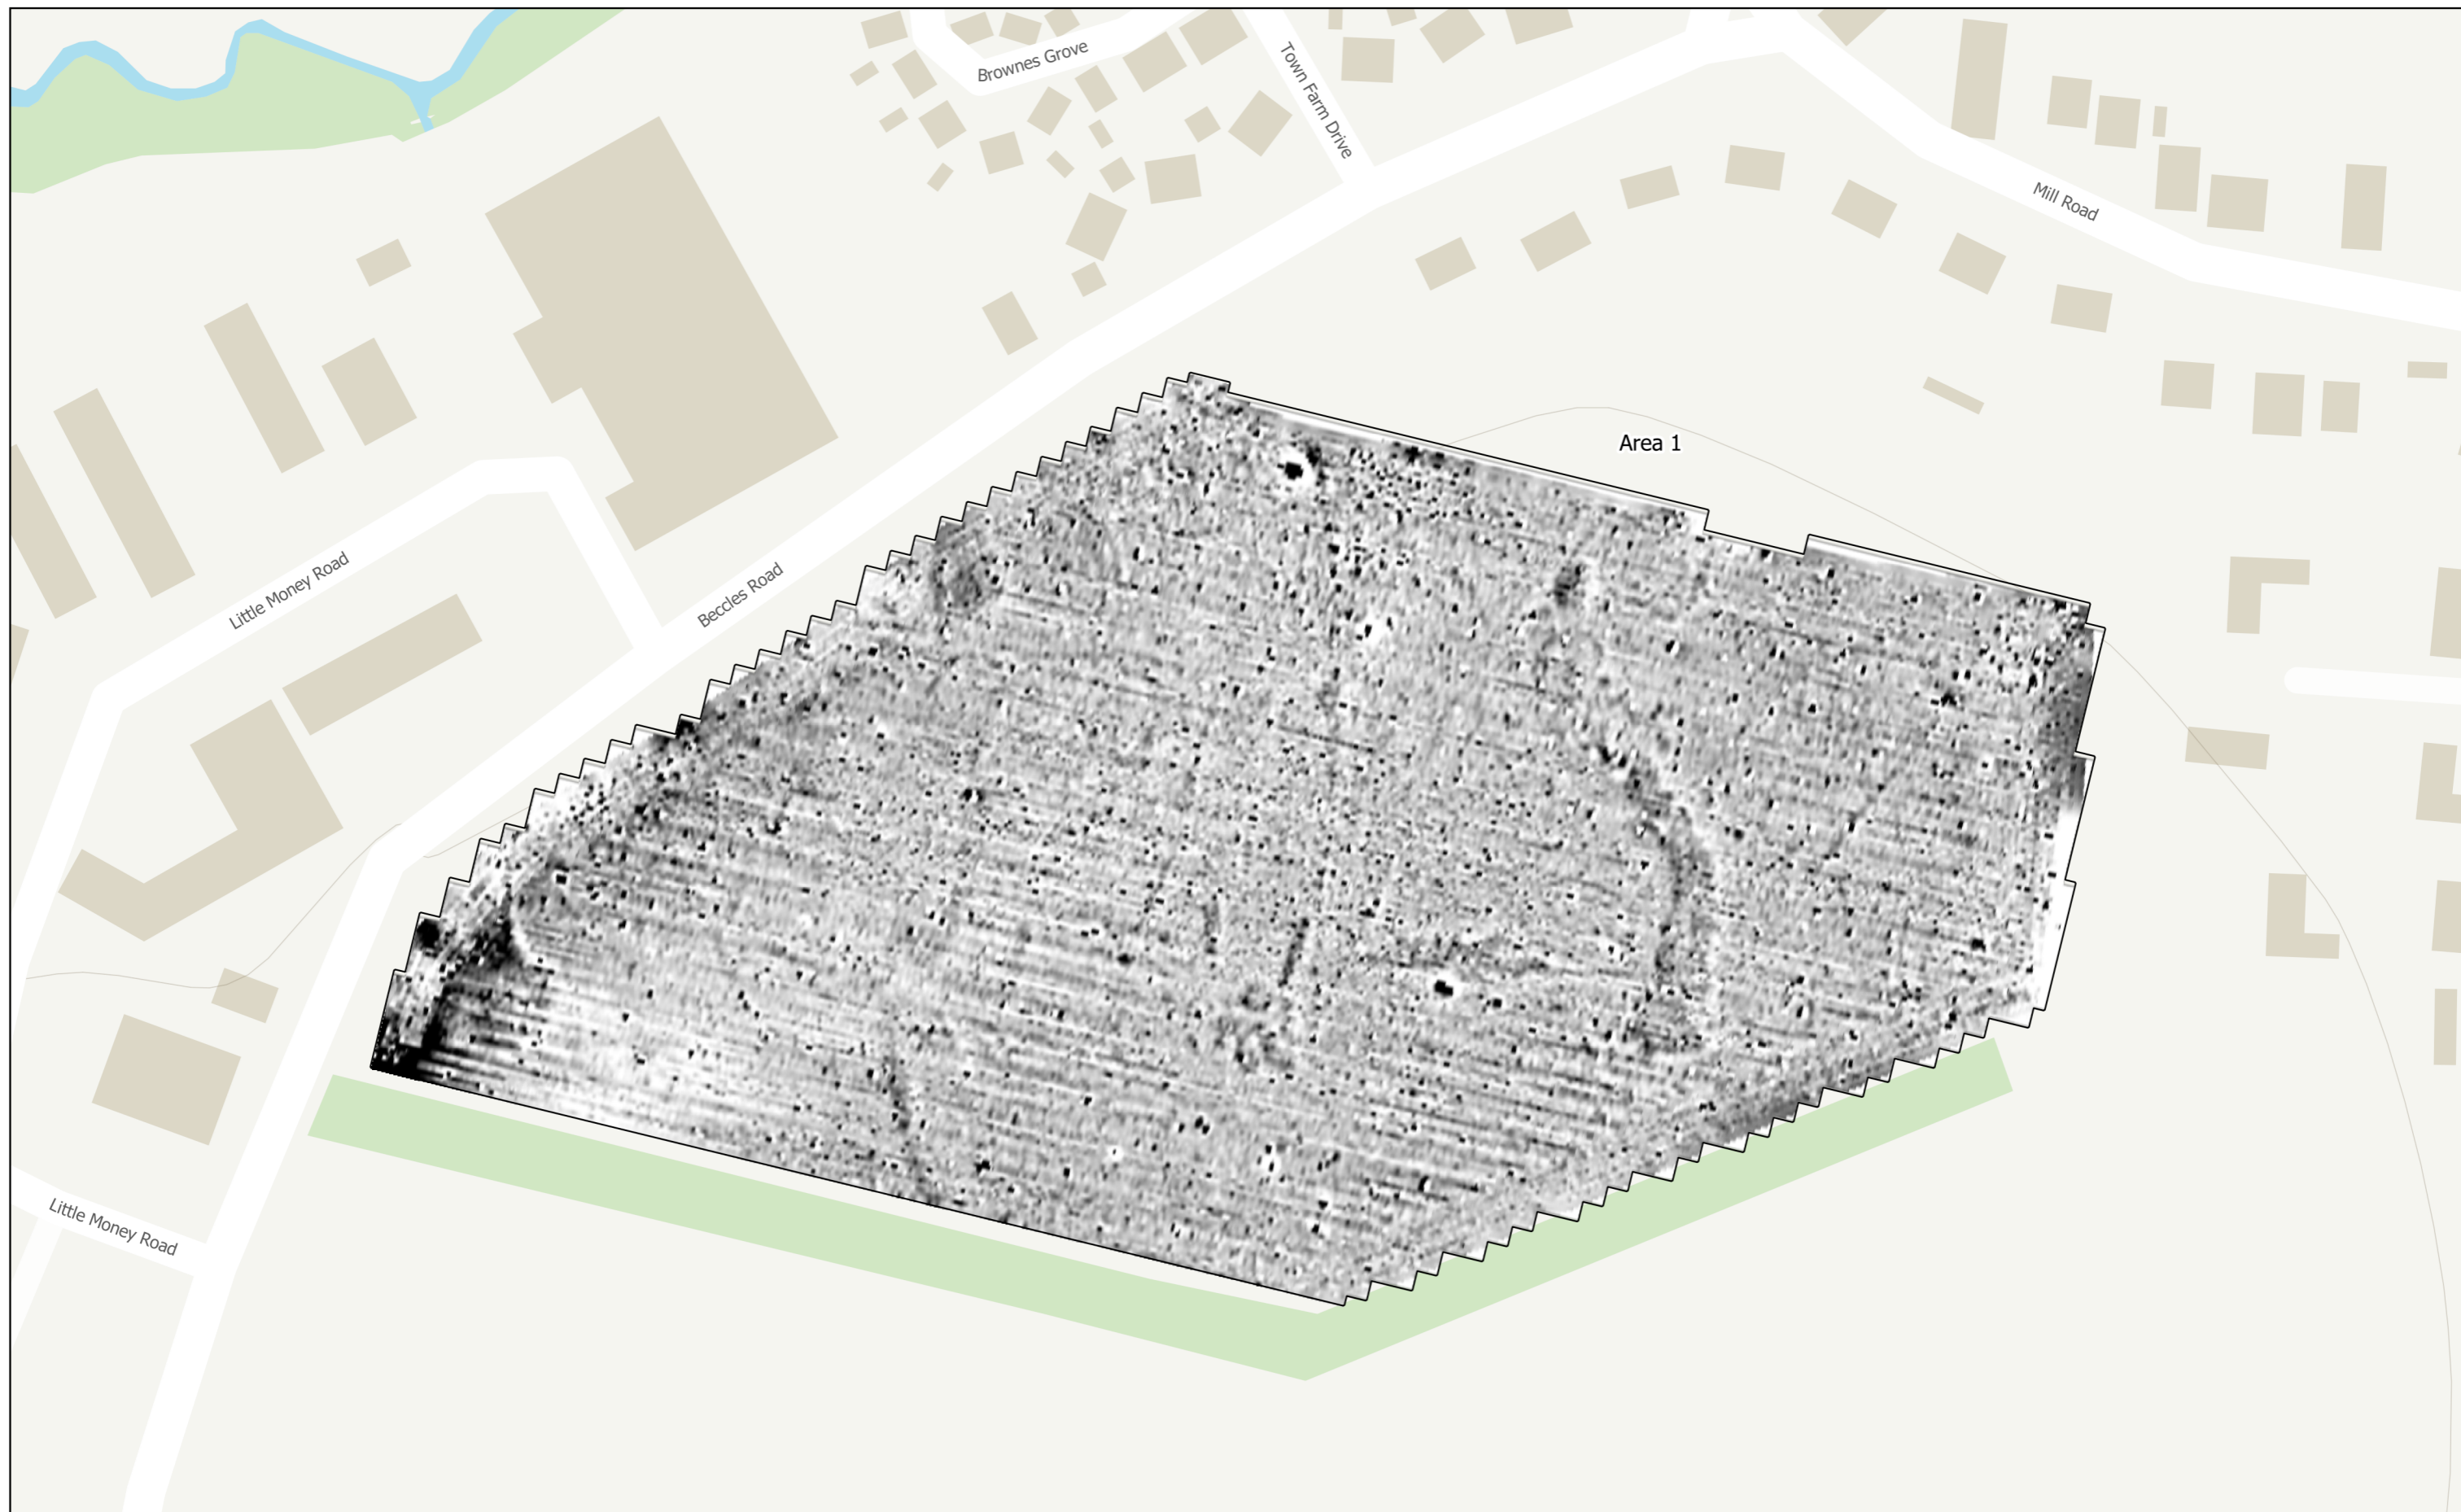 Brownes Grove
Town Farm Drive
Mill Road
Area 1
Little Money Road
Beccles Road
Little Money Road